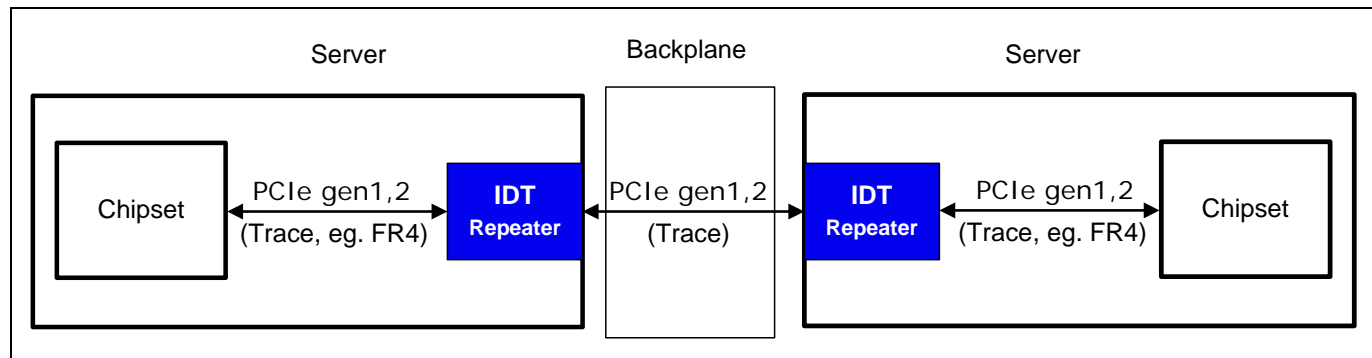 Server
Backplane
Server
Chipset
PCIe gen1,2
(Trace, eg. FR4)
IDT
Repeater
PCIe gen1,2
(Trace)
IDT
Repeater
PCIe gen1,2
(Trace, eg. FR4)
Chipset